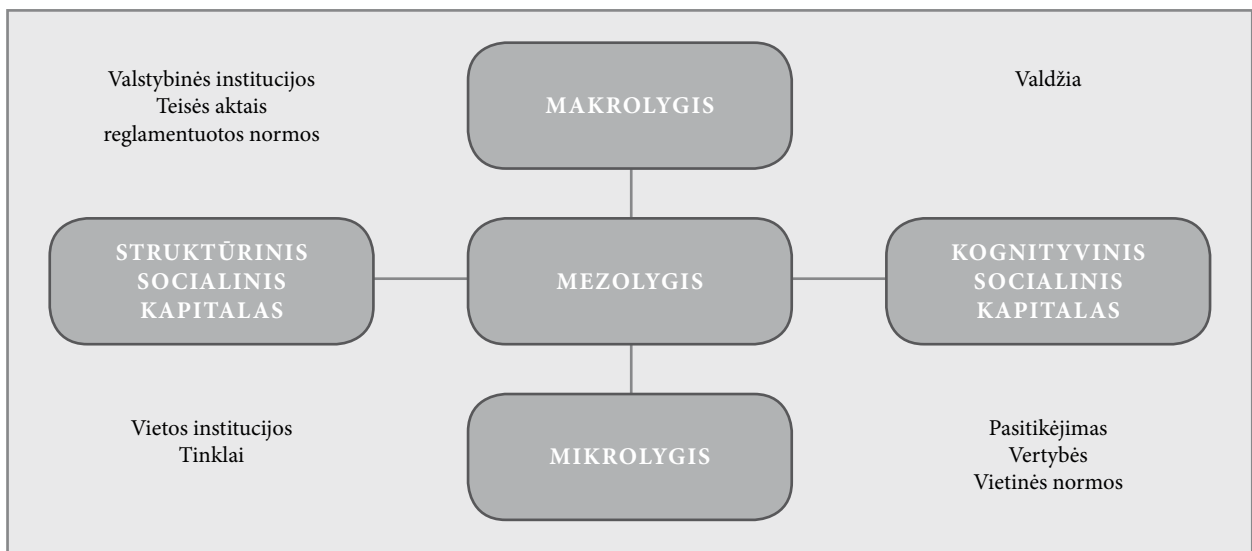 Valstybinės institucijos
Teisės aktais
reglamentuotos normos
MAKROLYGIS
Valdžia
STRUKTŪRINIS
SOCIALINIS
KAPITALAS
MEZOLYGIS
KOGNITYVINIS
SOCIALINIS
KAPITALAS
Vietos institucijos
Tinklai
MIKROLYGIS
Pasitikėjimas
Vertybės
Vietinės normos